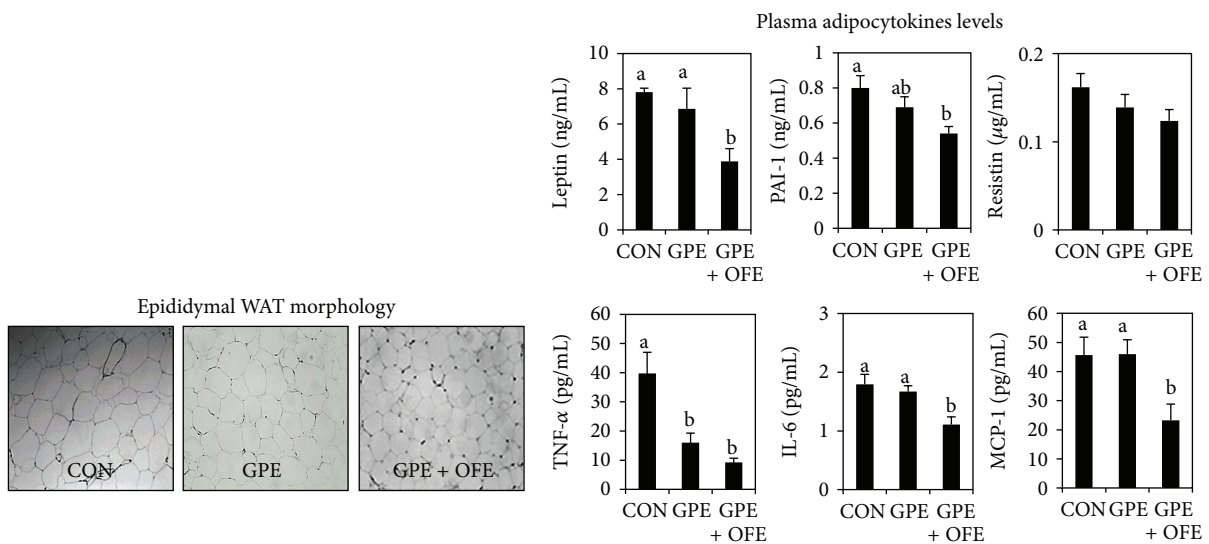 Plasma adipocytokines levels
Leptin (ng/mL)
10
8
6
4
2
0
a
a
b
CON GPE GPE
+ OFE
PAI-1 (ng/mL)
1
0.8
0.6
0.4
0.2
0
a
ab
b
CON GPE GPE
+ OFE
Resistin (μg/mL)
0.2
0.1
0
CON GPE GPE
+ OFE
Epididymal WAT morphology
CON
GPE
GPE + OFE
TNF-α (pg/mL)
60
50
40
30
20
10
0
a
b
b
CON GPE GPE
+ OFE
IL-6 (pg/mL)
3
2
1
0
a
a
b
CON GPE GPE
+ OFE
MCP-1 (pg/mL)
60
50
40
30
20
10
0
a
a
b
CON GPE GPE
+ OFE